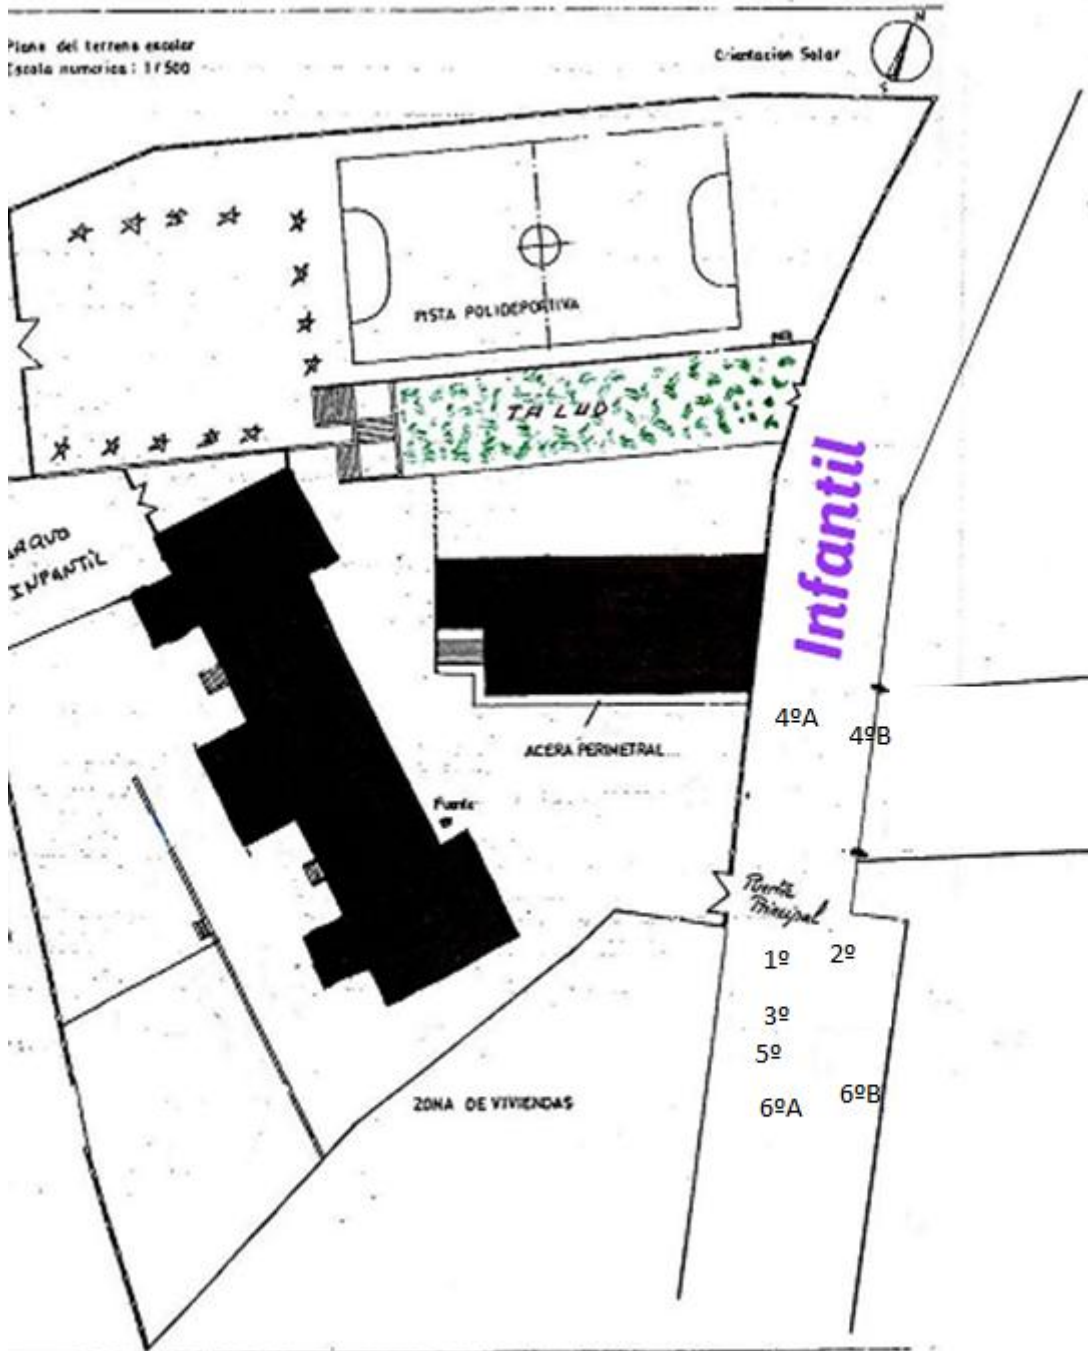 Plano del terreno escolar
Escala numerica: 1/500
Orientacion Solar
N
S
PISTA POLIDEPORTIVA
TALUD
Infantil
INFANTIL
4ºA
4ºB
ACERA PERIMETRAL
Fuente
Puerta
Principal
1º
2º
3º
5º
6ºA
6ºB
ZONA DE VIVIENDAS